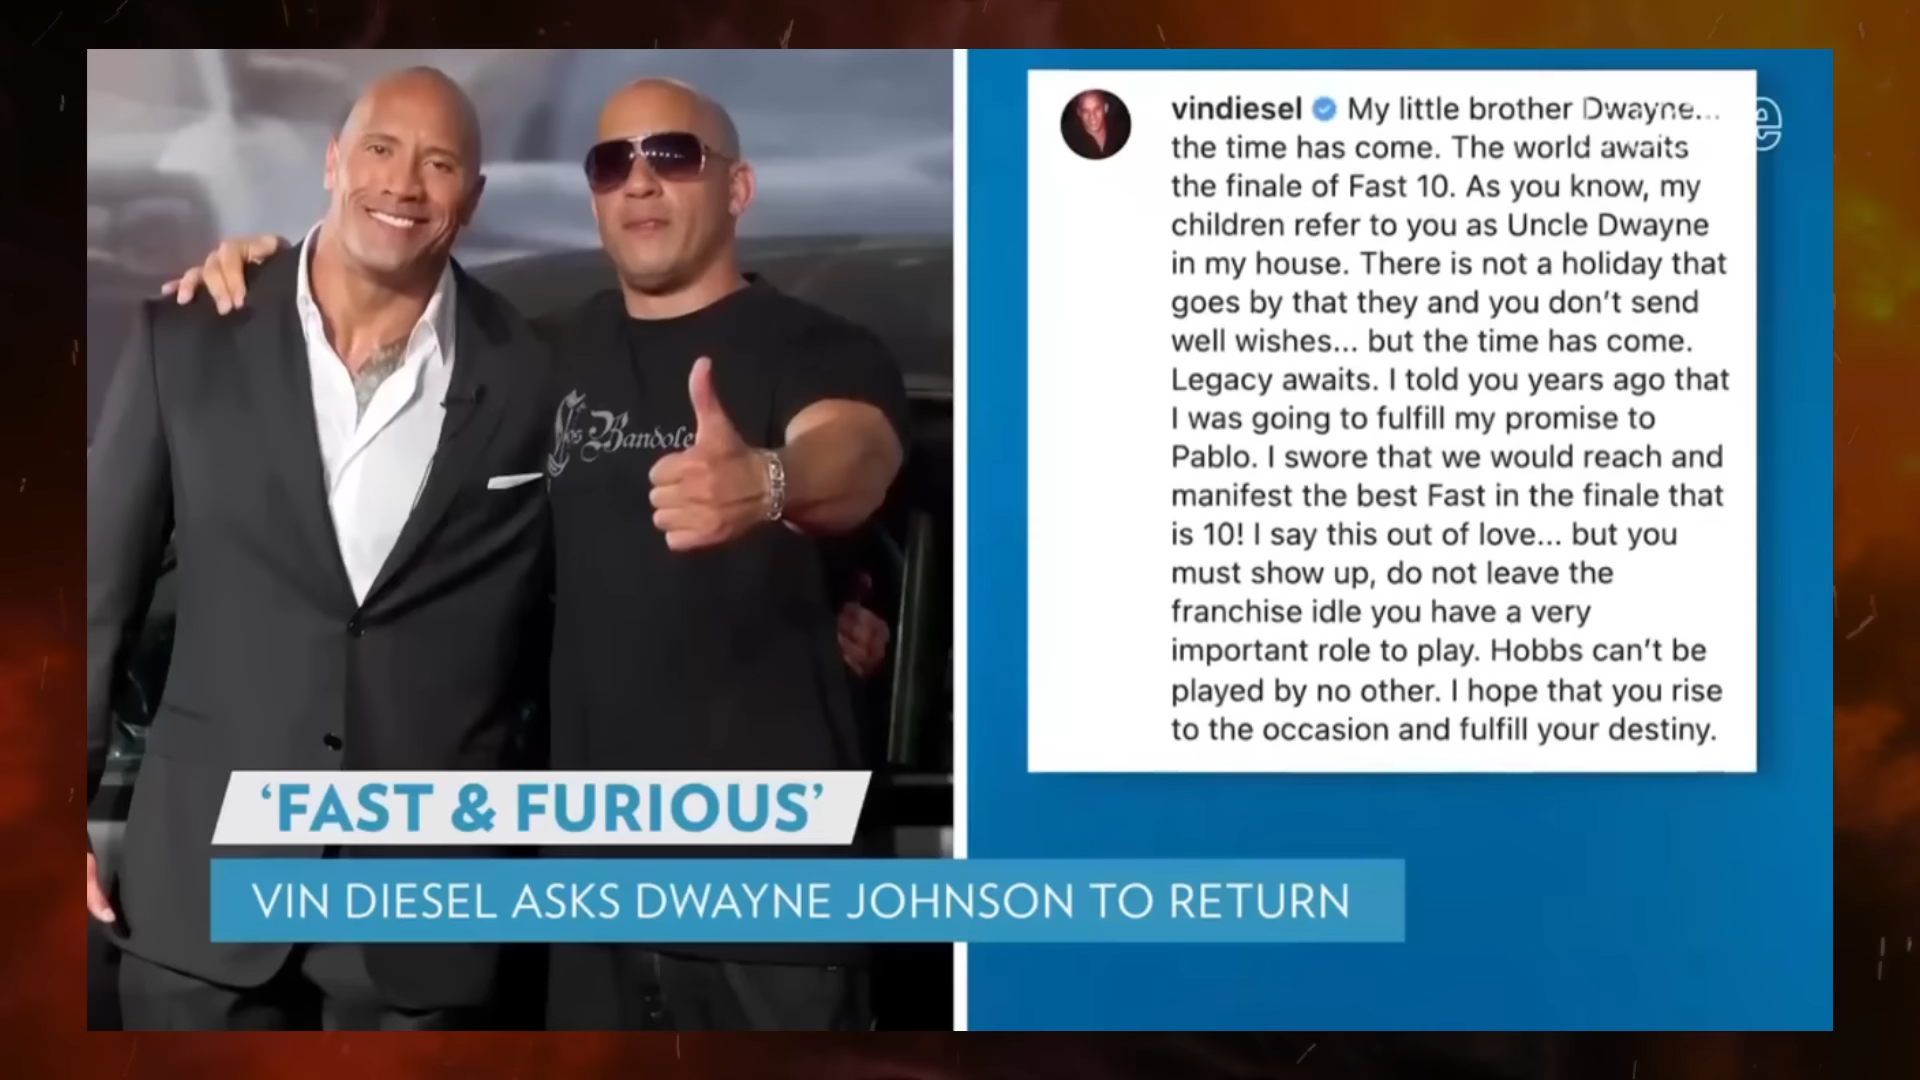 vindiesel My little brother Dwayne...
the time has come. The world awaits
the finale of Fast 10. As you know, my
children refer to you as Uncle Dwayne
in my house. There is not a holiday that
goes by that they and you don't send
well wishes... but the time has come.
Legacy awaits. I told you years ago that
I was going to fulfill my promise to
Pablo. I swore that we would reach and
manifest the best Fast in the finale that
is 10! I say this out of love... but you
must show up, do not leave the
franchise idle you have a very
important role to play. Hobbs can't be
played by no other. I hope that you rise
to the occasion and fulfill your destiny.
Los Bandole
‘FAST & FURIOUS’
VIN DIESEL ASKS DWAYNE JOHNSON TO RETURN